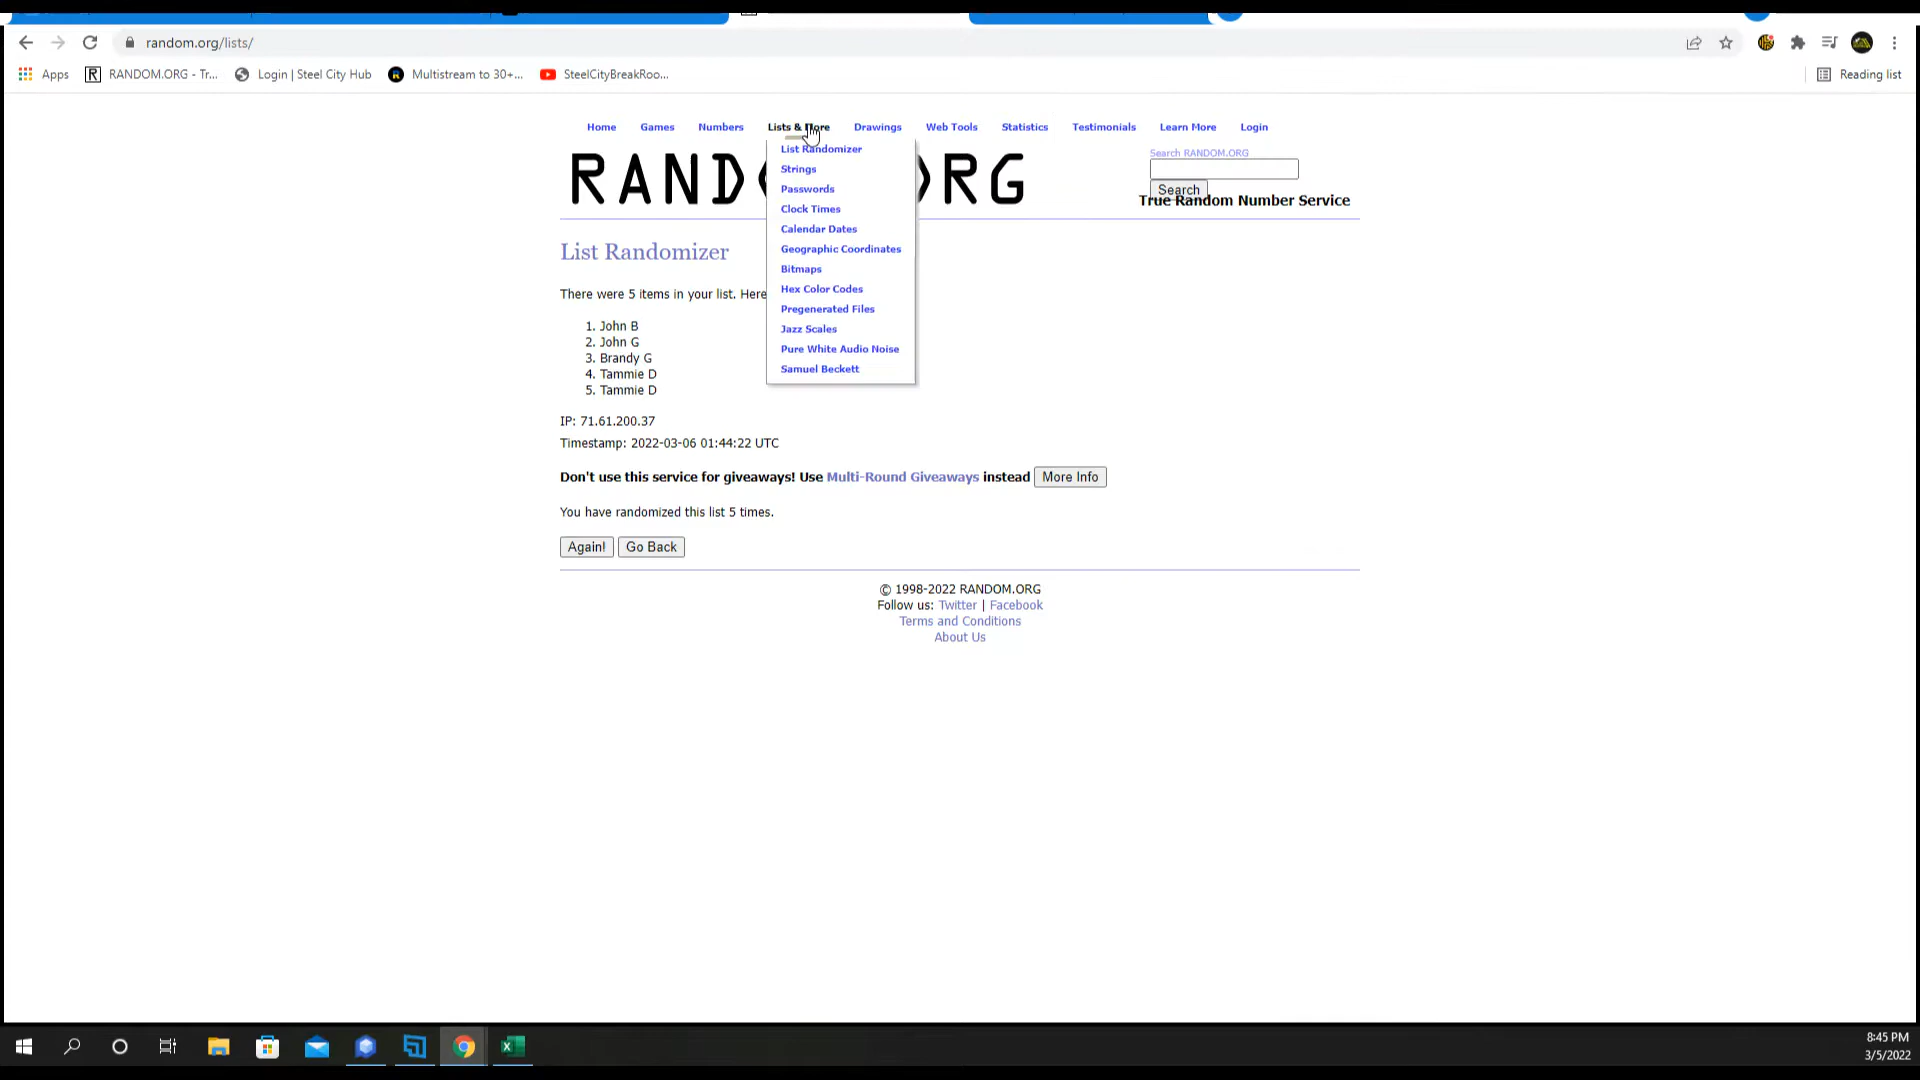 random.org/lists/
Apps RANDOM.ORG - Tr... Login | Steel City Hub Multistream to 30+... SteelCityBreakRoo... Reading list
Home Games Numbers Lists & More Drawings Web Tools Statistics Testimonials Learn More Login
List Randomizer
Strings
Passwords
Clock Times
Calendar Dates
Geographic Coordinates
Bitmaps
Hex Color Codes
Pregenerated Files
Jazz Scales
Pure White Audio Noise
Samuel Beckett
RAND RG
Search RANDOM.ORG
Search
True Random Number Service
List Randomizer
There were 5 items in your list. Here
1. John B
2. John G
3. Brandy G
4. Tammie D
5. Tammie D
IP: 71.61.200.37
Timestamp: 2022-03-06 01:44:22 UTC
Don't use this service for giveaways! Use Multi-Round Giveaways instead More Info
You have randomized this list 5 times.
Again! Go Back
© 1998-2022 RANDOM.ORG
Follow us: Twitter | Facebook
Terms and Conditions
About Us
8:45 PM
3/5/2022